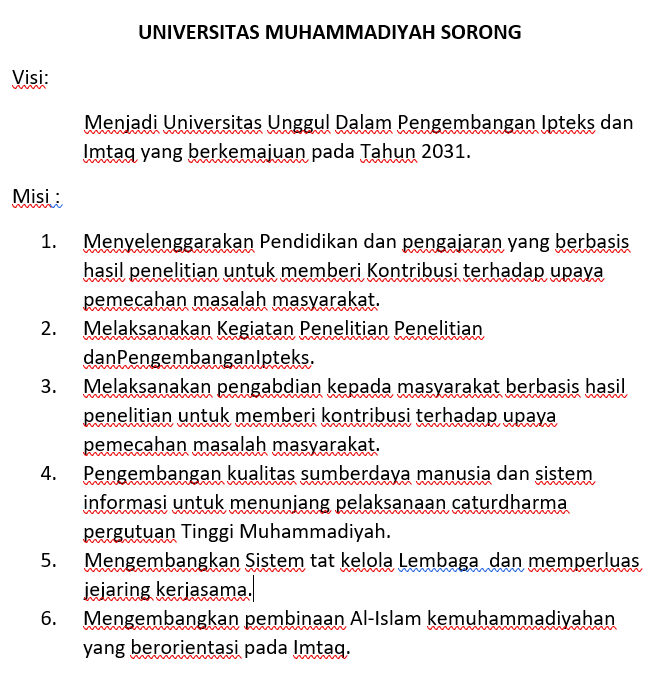 UNIVERSITAS MUHAMMADIYAH SORONG
Visi:
Menjadi Universitas Unggul Dalam Pengembangan Ipteks dan
Imtaq yang berkemajuan pada Tahun 2031.
Misi :
1. Menyelenggarakan Pendidikan dan pengajaran yang berbasis
hasil penelitian untuk memberi Kontribusi terhadap upaya
pemecahan masalah masyarakat.
2. Melaksanakan Kegiatan Penelitian Penelitian
danPengembanganIpteks.
3. Melaksanakan pengabdian kepada masyarakat berbasis hasil
penelitian untuk memberi kontribusi terhadap upaya
pemecahan masalah masyarakat.
4. Pengembangan kualitas sumberdaya manusia dan sistem
informasi untuk menunjang pelaksanaan caturdharma
pergutuan Tinggi Muhammadiyah.
5. Mengembangkan Sistem tat kelola Lembaga dan memperluas
jejaring kerjasama.
6. Mengembangkan pembinaan Al-Islam kemuhammadiyahan
yang berorientasi pada Imtaq.